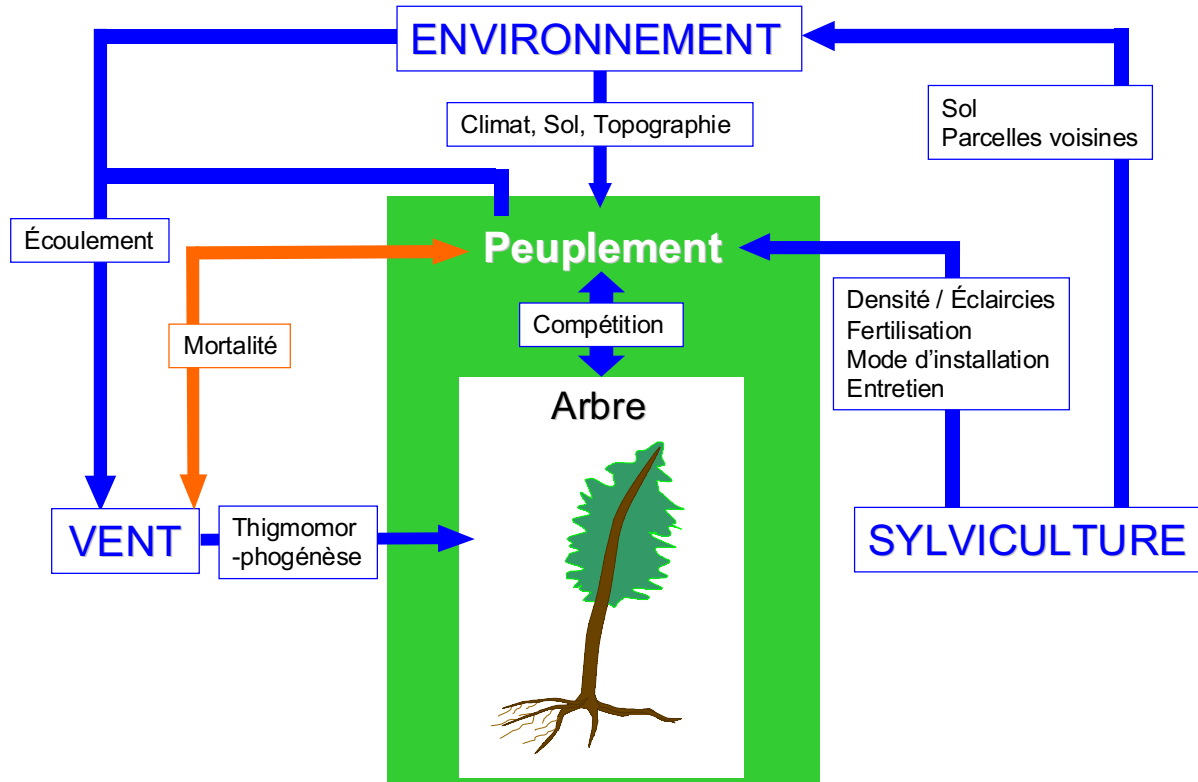 ENVIRONNEMENT
Climat, Sol, Topographie
Sol
Parcelles voisines
Écoulement
Peuplement
Mortalité
Compétition
Densité / Éclaircies
Fertilisation
Mode d'installation
Entretien
Arbre
VENT
Thigmomor
-phogénèse
SYLVICULTURE